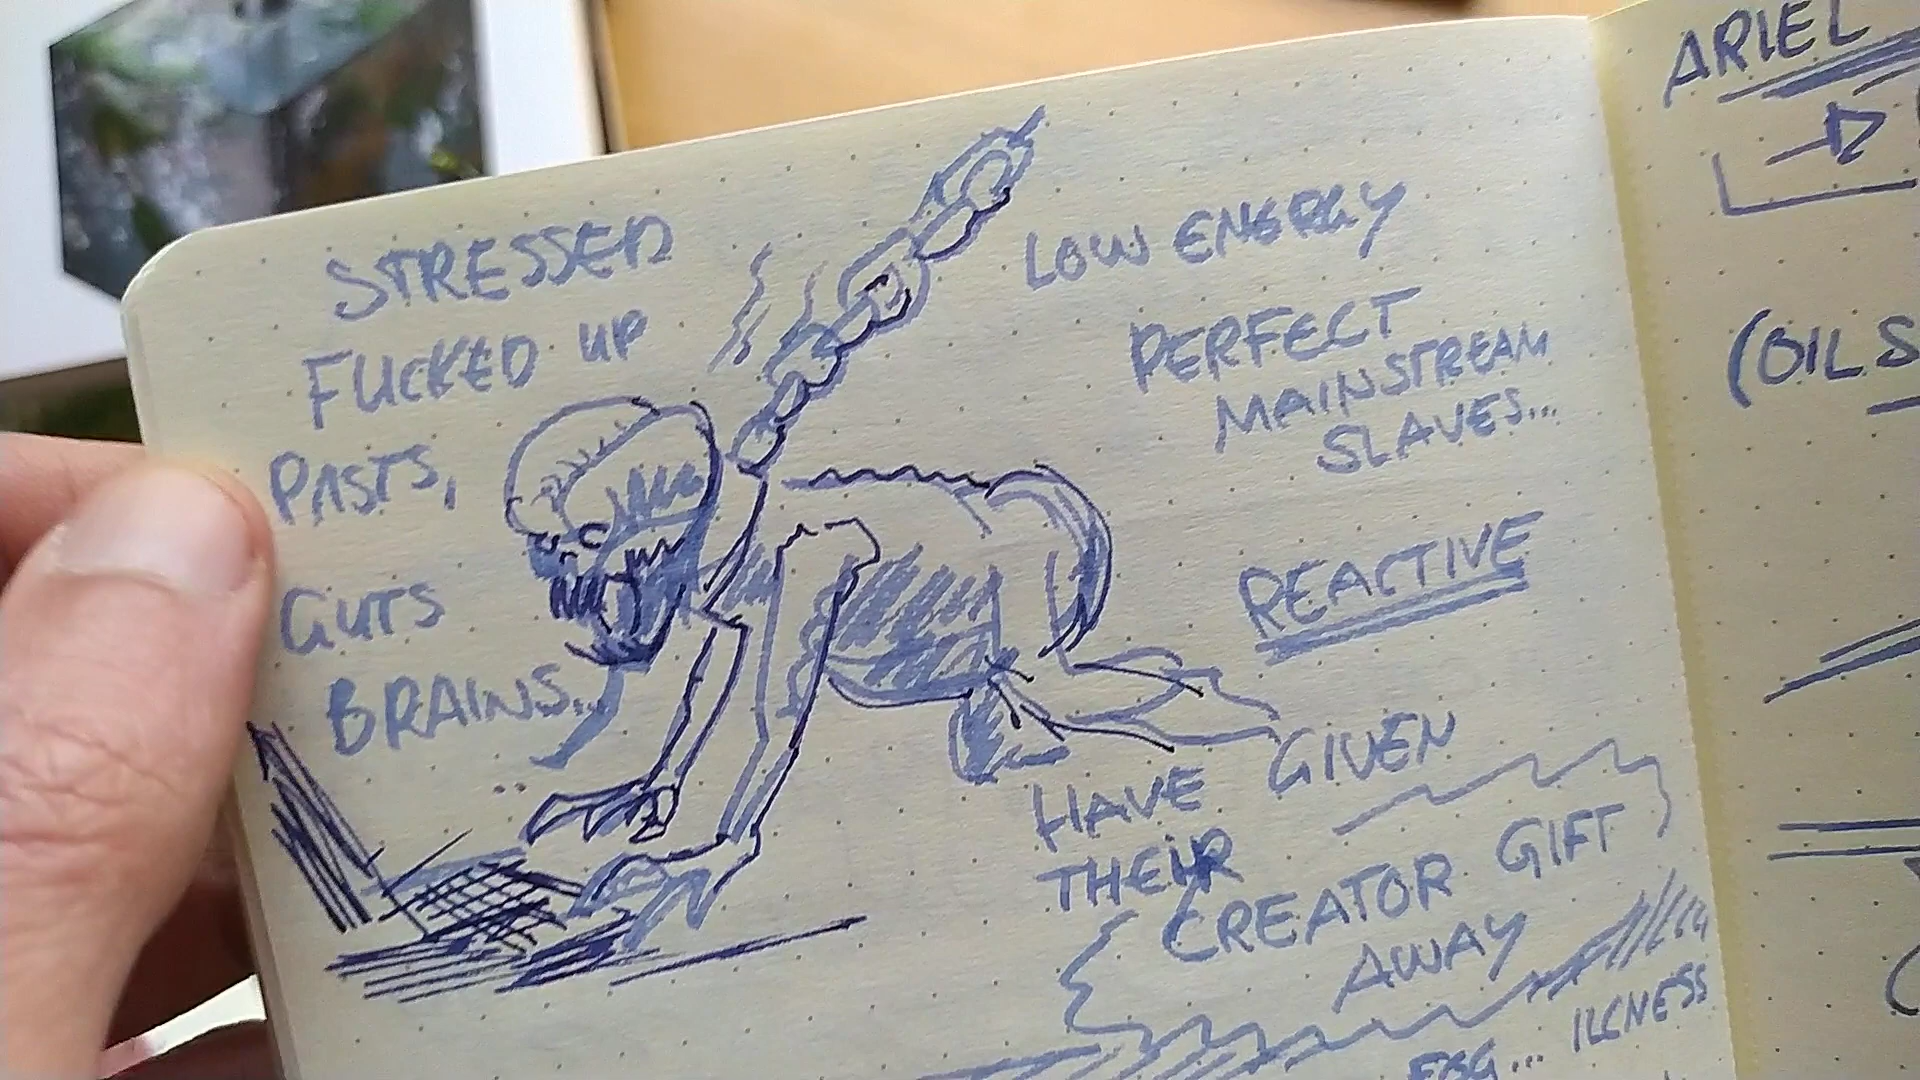 STRESSED
FUCKED UP
PASTS,
GUTS
BRAINS...
LOW ENERGY
PERFECT
MAINSTREAM
SLAVES...
REACTIVE
HAVE GIVEN
THEIR
CREATOR GIFT
AWAY
ILLNESS
ARIEL
(OILS